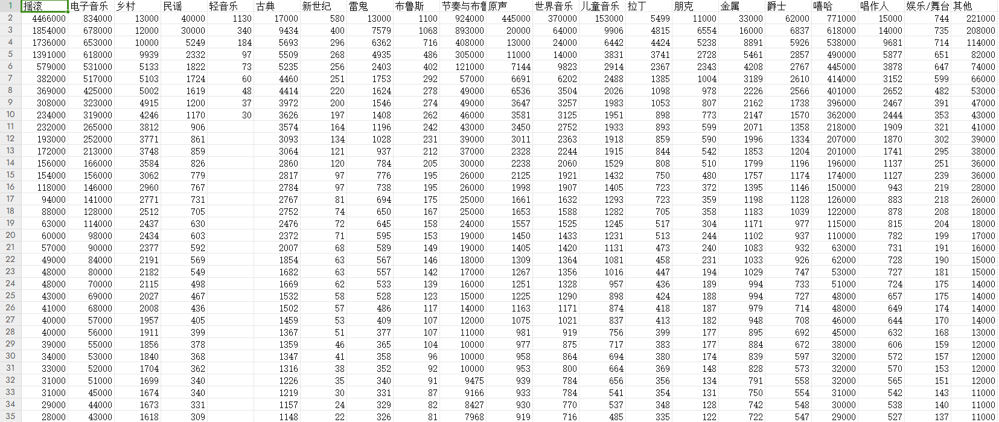 1 摇滚 电子音乐 乡村 民谣 轻音乐 古典 新世纪 雷鬼 布鲁斯 节奏与布鲁 原声 世界音乐 儿童音乐 拉丁 朋克 金属 爵士 嘻哈 唱作人 娱乐/舞台 其他
2 4466000 834000 13000 40000 1130 17000 580 13000 1100 924000 445000 370000 153000 5499 11000 33000 62000 771000 15000 744 221000
3 1854000 678000 12000 30000 340 9434 400 7579 1068 893000 20000 64000 9906 4815 6554 16000 6837 618000 14000 735 208000
4 1736000 653000 10000 5249 184 5693 296 6362 716 408000 13000 24000 6442 4424 5238 8891 5926 538000 9681 714 114000
5 1391000 618000 9939 2332 97 5509 268 4935 486 305000 11000 14000 3831 3741 2728 5461 2857 490000 5877 651 82000
6 579000 531000 5133 1822 73 5235 256 2403 402 121000 7144 9823 2914 2367 2343 4208 2767 445000 3878 647 74000
7 382000 517000 5103 1724 60 4460 251 1753 292 57000 6691 6202 2488 1385 1004 3189 2610 414000 3152 599 66000
8 369000 425000 5002 1619 48 4414 220 1624 278 49000 6536 3504 2026 1098 978 2226 2566 401000 2652 482 53000
9 308000 323000 4915 1200 37 3972 200 1546 274 49000 3647 3257 1983 1053 807 2162 1738 396000 2467 391 47000
10 234000 319000 4246 1170 30 3626 197 1408 262 46000 3581 3125 1951 898 773 2147 1570 362000 2444 353 43000
11 232000 265000 3812 906 3574 164 1196 242 43000 3450 2752 1933 893 599 2071 1358 218000 1909 321 41000
12 193000 252000 3771 861 3093 134 1028 231 39000 3011 2363 1918 859 590 1996 1334 207000 1870 302 39000
13 172000 213000 3748 859 3064 121 937 212 37000 2328 2244 1915 844 542 1853 1204 201000 1741 295 38000
14 156000 166000 3584 826 2860 120 784 205 30000 2238 2060 1529 808 510 1799 1196 196000 1137 251 36000
15 154000 156000 3062 779 2817 97 776 195 26000 2125 1921 1432 750 480 1757 1174 174000 1127 239 36000
16 118000 146000 2960 767 2784 97 738 195 26000 1998 1907 1405 723 372 1395 1146 150000 943 219 28000
17 94000 141000 2771 731 2767 81 694 175 25000 1661 1632 1293 723 359 1198 1128 126000 883 218 26000
18 88000 128000 2512 705 2752 74 650 167 25000 1653 1588 1282 705 358 1183 1039 122000 878 208 18000
19 63000 114000 2437 630 2476 72 645 158 24000 1557 1525 1245 517 304 1171 977 115000 815 204 18000
20 60000 98000 2434 603 2372 71 595 153 19000 1450 1433 1231 513 244 1102 937 110000 782 199 17000
21 57000 90000 2377 592 2007 68 589 149 19000 1405 1420 1131 473 240 1083 932 63000 731 191 16000
22 49000 84000 2191 569 1854 63 567 146 18000 1309 1364 1081 458 231 1033 926 62000 728 190 15000
23 48000 80000 2182 549 1682 63 557 142 17000 1267 1356 1016 447 194 1029 747 53000 727 181 15000
24 48000 70000 2115 498 1669 62 533 139 16000 1251 1328 957 436 189 994 733 51000 724 175 14000
25 43000 69000 2027 467 1532 58 528 123 15000 1225 1290 898 424 188 994 727 48000 657 175 14000
26 41000 68000 2008 436 1502 57 486 117 14000 1163 1171 874 418 187 979 714 48000 649 174 14000
27 40000 57000 1957 405 1459 53 409 107 12000 1075 1021 837 413 182 948 708 46000 644 170 14000
28 40000 56000 1911 399 1367 51 377 107 11000 981 919 756 399 177 895 692 45000 632 168 13000
29 39000 55000 1856 378 1359 46 365 104 10000 977 875 717 383 177 884 672 38000 606 159 12000
30 34000 53000 1840 368 1347 41 358 96 10000 958 864 694 380 174 839 597 32000 572 157 12000
31 33000 52000 1704 362 1316 38 352 92 10000 953 800 664 369 148 828 573 32000 570 153 12000
32 31000 51000 1699 340 1226 35 340 91 9475 939 784 656 356 134 791 558 32000 565 151 12000
33 31000 45000 1674 340 1219 30 331 87 9166 933 784 541 354 131 750 554 31000 542 143 11000
34 29000 44000 1673 331 1157 24 329 82 8427 930 770 537 348 128 742 548 30000 538 140 11000
35 28000 43000 1618 309 1148 22 326 81 7968 919 716 485 335 122 722 547 29000 527 137 11000